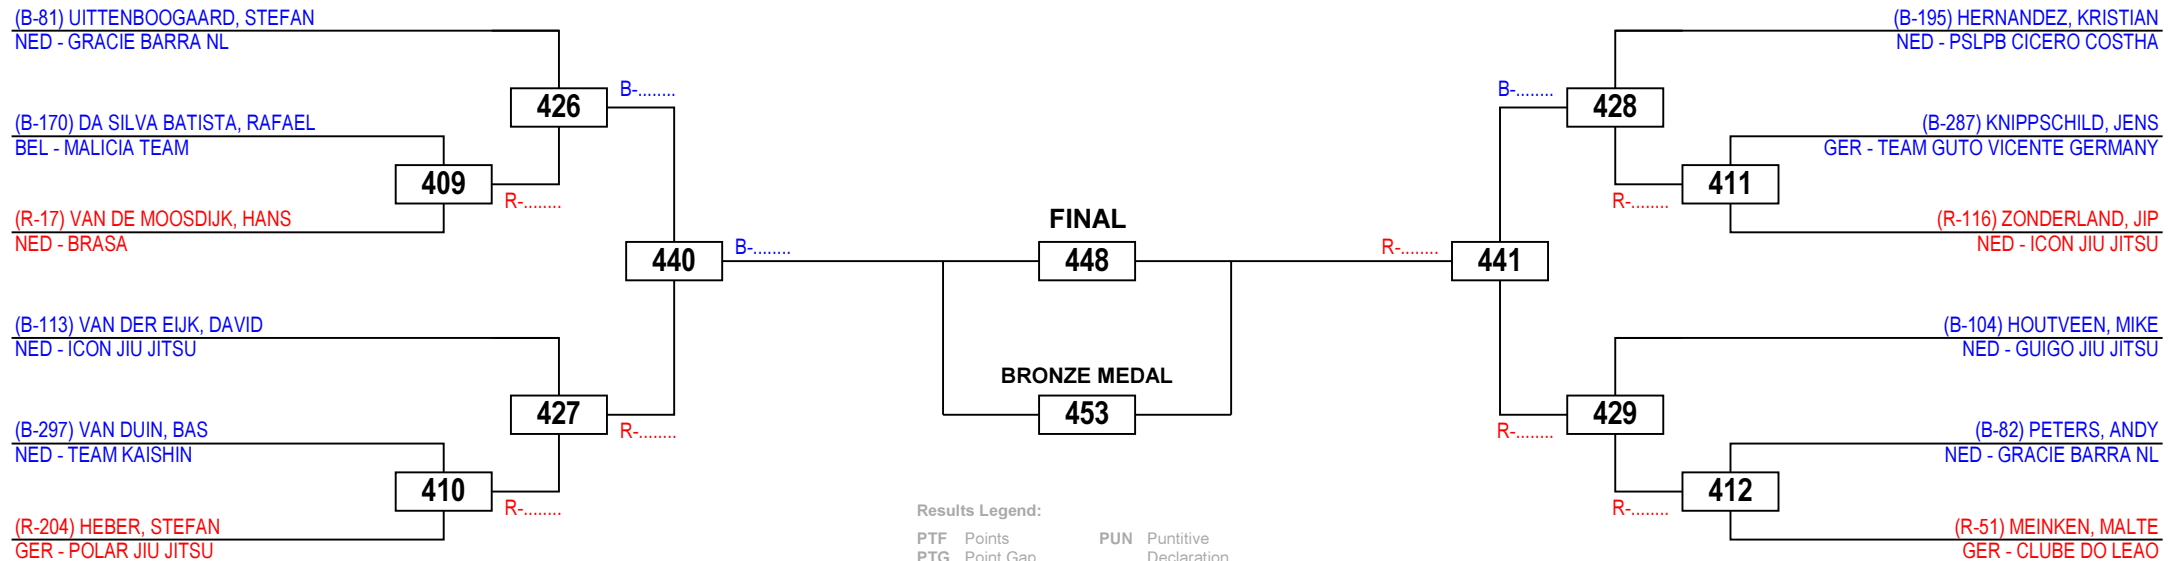 (B-81) UITTENBOOGAARD, STEFAN
NED - GRACIE BARRA NL
(B-170) DA SILVA BATISTA, RAFAEL
BEL - MALICIA TEAM
(R-17) VAN DE MOOSDIJK, HANS
NED - BRASA
(B-113) VAN DER EIJK, DAVID
NED - ICON JIU JITSU
(B-297) VAN DUIN, BAS
NED - TEAM KAISHIN
(R-204) HEBER, STEFAN
GER - POLAR JIU JITSU
409
R-........
410
R-........
426
B-........
427
R-........
440
B-........
FINAL
448
BRONZE MEDAL
453
R-........
441
B-........
428
R-........
429
R-........
411
R-........
412
(B-195) HERNANDEZ, KRISTIAN
NED - PSLPB CICERO COSTHA
(B-287) KNIPPSCHILD, JENS
GER - TEAM GUTO VICENTE GERMANY
(R-116) ZONDERLAND, JIP
NED - ICON JIU JITSU
(B-104) HOUTVEEN, MIKE
NED - GUIGO JIU JITSU
(B-82) PETERS, ANDY
NED - GRACIE BARRA NL
(R-51) MEINKEN, MALTE
GER - CLUBE DO LEAO
Results Legend:
PTF Points PUN Puntitive
PTG Point Gap Declaration